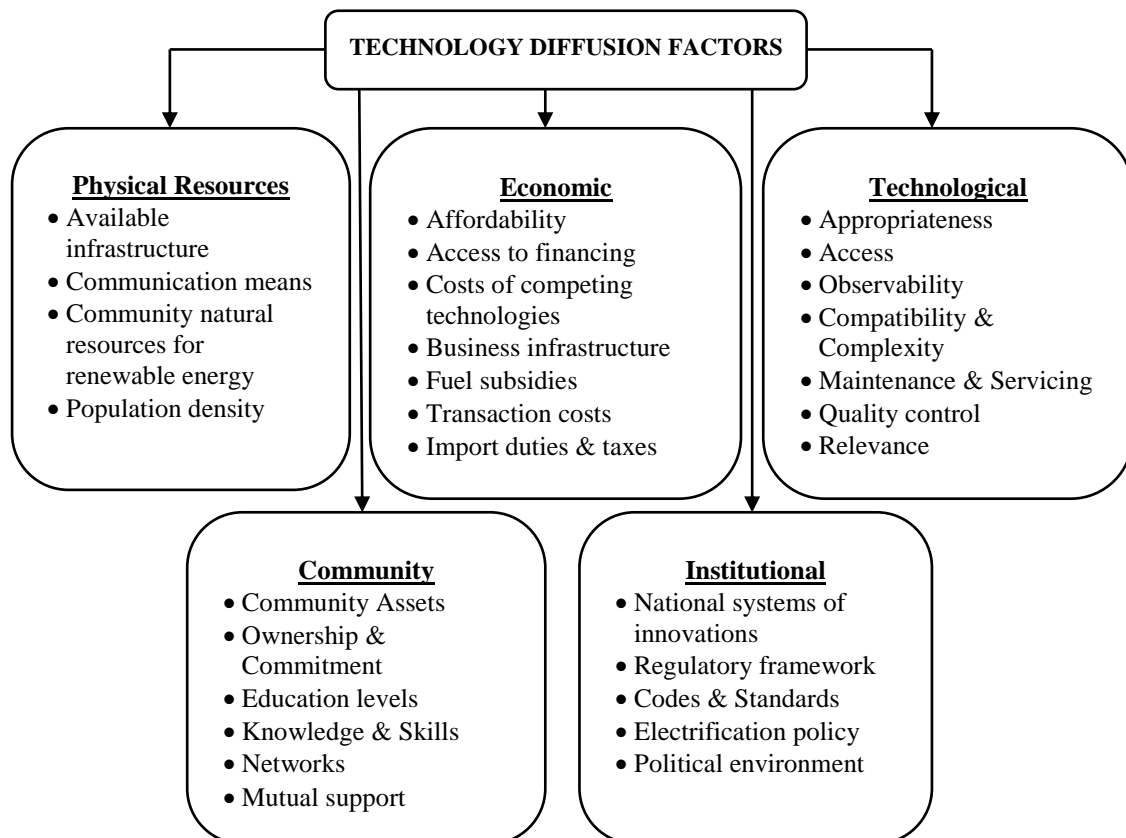 TECHNOLOGY DIFFUSION FACTORS
Physical Resources
• Available
infrastructure
• Communication means
• Community natural
resources for
renewable energy
• Population density
Economic
• Affordability
• Access to financing
• Costs of competing
technologies
• Business infrastructure
• Fuel subsidies
• Transaction costs
• Import duties & taxes
Technological
• Appropriateness
• Access
• Observability
• Compatibility &
Complexity
• Maintenance & Servicing
• Quality control
• Relevance
Community
• Community Assets
• Ownership &
Commitment
• Education levels
• Knowledge & Skills
• Networks
• Mutual support
Institutional
• National systems of
innovations
• Regulatory framework
• Codes & Standards
• Electrification policy
• Political environment